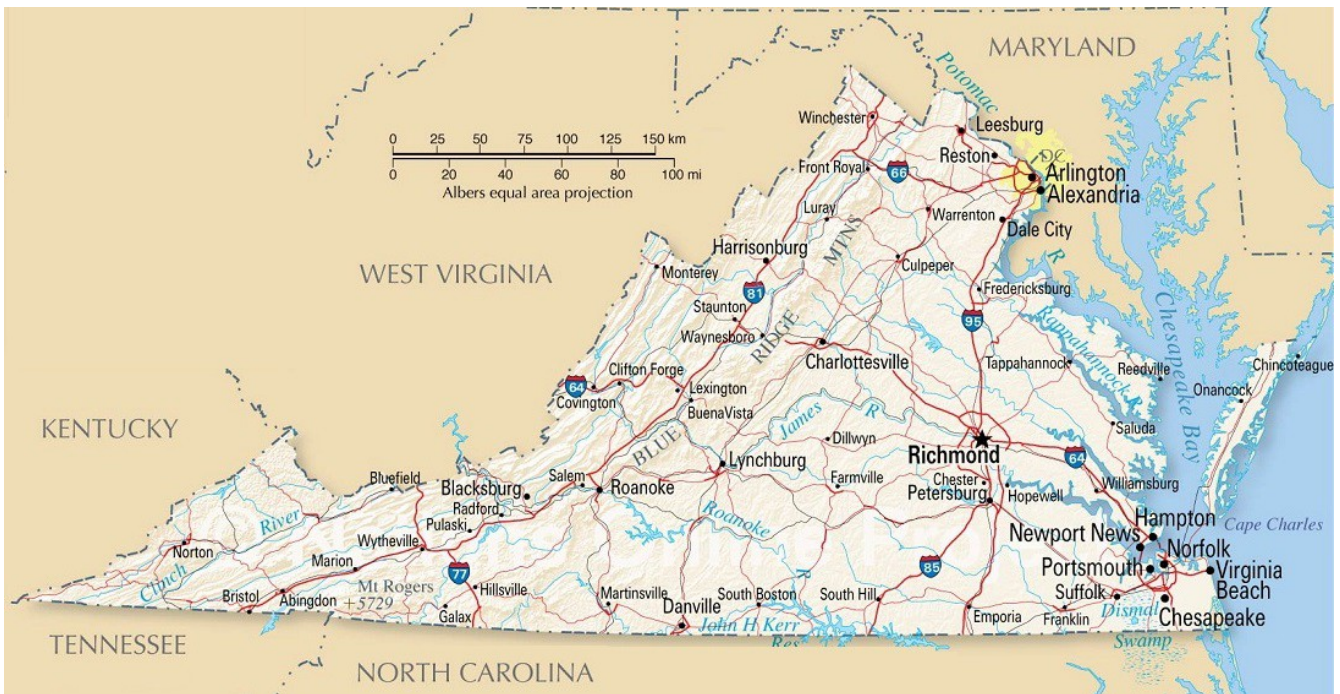 MARYLAND
Potomac
Winchester
Leesburg
0 25 50 75 100 125 150 km
0 20 40 60 80 100 mi
Albers equal area projection
Reston
DC
Front Royal
66
Arlington
Alexandria
Luray
Warrenton
Dale City
MTNS
Harrisonburg
R
WEST VIRGINIA
Monterey
Culpeper
81
Fredericksburg
Staunton
95
Rappahannock
Chesapeake Bay
Waynesboro
RIDGE
Charlottesville
Tappahannock
Reedville
Chincoteague
Clifton Forge
64
Lexington
Onancock
Covington
BuenaVista
James
R
R
KENTUCKY
BLUE
Dillwyn
Saluda
Richmond
64
Lynchburg
Bluefield
Salem
Farmville
Chester
Williamsburg
Blacksburg
Roanoke
Petersburg
Hopewell
Radford
Roanoke
Hampton
Cape Charles
River
Pulaski
Newport News
Norton
Wytheville
Norfolk
Marion
85
Portsmouth
Virginia
Beach
Clinch
77
Mt Rogers
+5729
Hillsville
R
Bristol
Abingdon
Martinsville
South Boston
South Hill
Suffolk
Dismal
Swamp
Galax
Danville
John H Kerr
Res
Emporia
Franklin
Chesapeake
TENNESSEE
NORTH CAROLINA